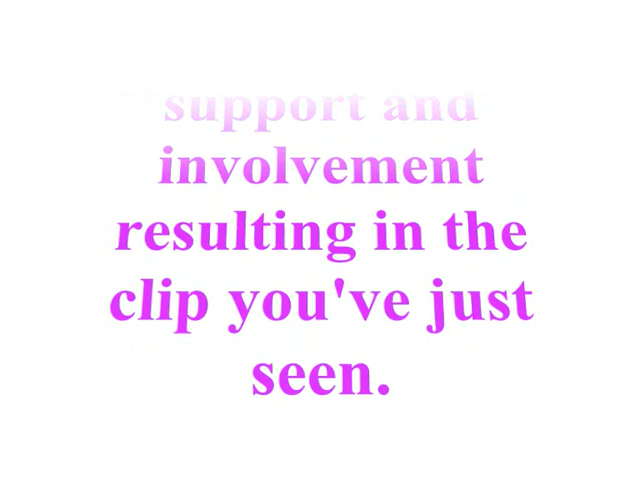 support and
involvement
resulting in the
clip you've just
seen.